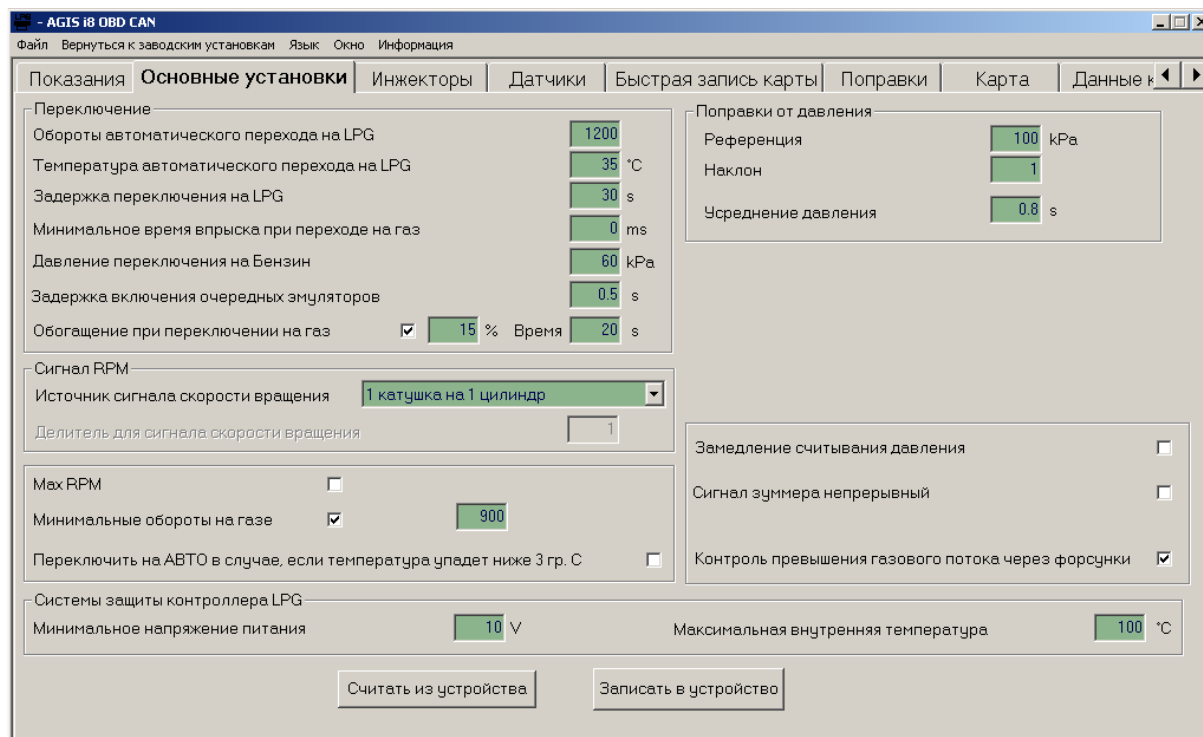 LPG - AGIS i8 OBD CAN
Файл Вернуться к заводским установкам Язык Окно Информация
Показания Основные установки Инжекторы Датчики Быстрая запись карты Поправки Карта Данные к
Переключение
Обороты автоматического перехода на LPG 1200
Температура автоматического перехода на LPG 35 °C
Задержка переключения на LPG 30 s
Минимальное время впрыска при переходе на газ 0 ms
Давление переключения на Бензин 60 kPa
Задержка включения очередных эмуляторов 0.5 s
Обогащение при переключении на газ 15 % Время 20 s
Поправки от давления
Референция 100 kPa
Наклон 1
Усреднение давления 0.8 s
Сигнал RPM
Источник сигнала скорости вращения 1 катушка на 1 цилиндр
Делитель для сигнала скорости вращения 1
Max RPM
Минимальные обороты на газе 900
Переключить на АВТО в случае, если температура упадет ниже 3 гр. С
Замедление считывания давления
Сигнал зуммера непрерывный
Контроль превышения газового потока через форсунки
Системы защиты контроллера LPG
Минимальное напряжение питания 10 V Максимальная внутренняя температура 100 °C
Считать из устройства Записать в устройство